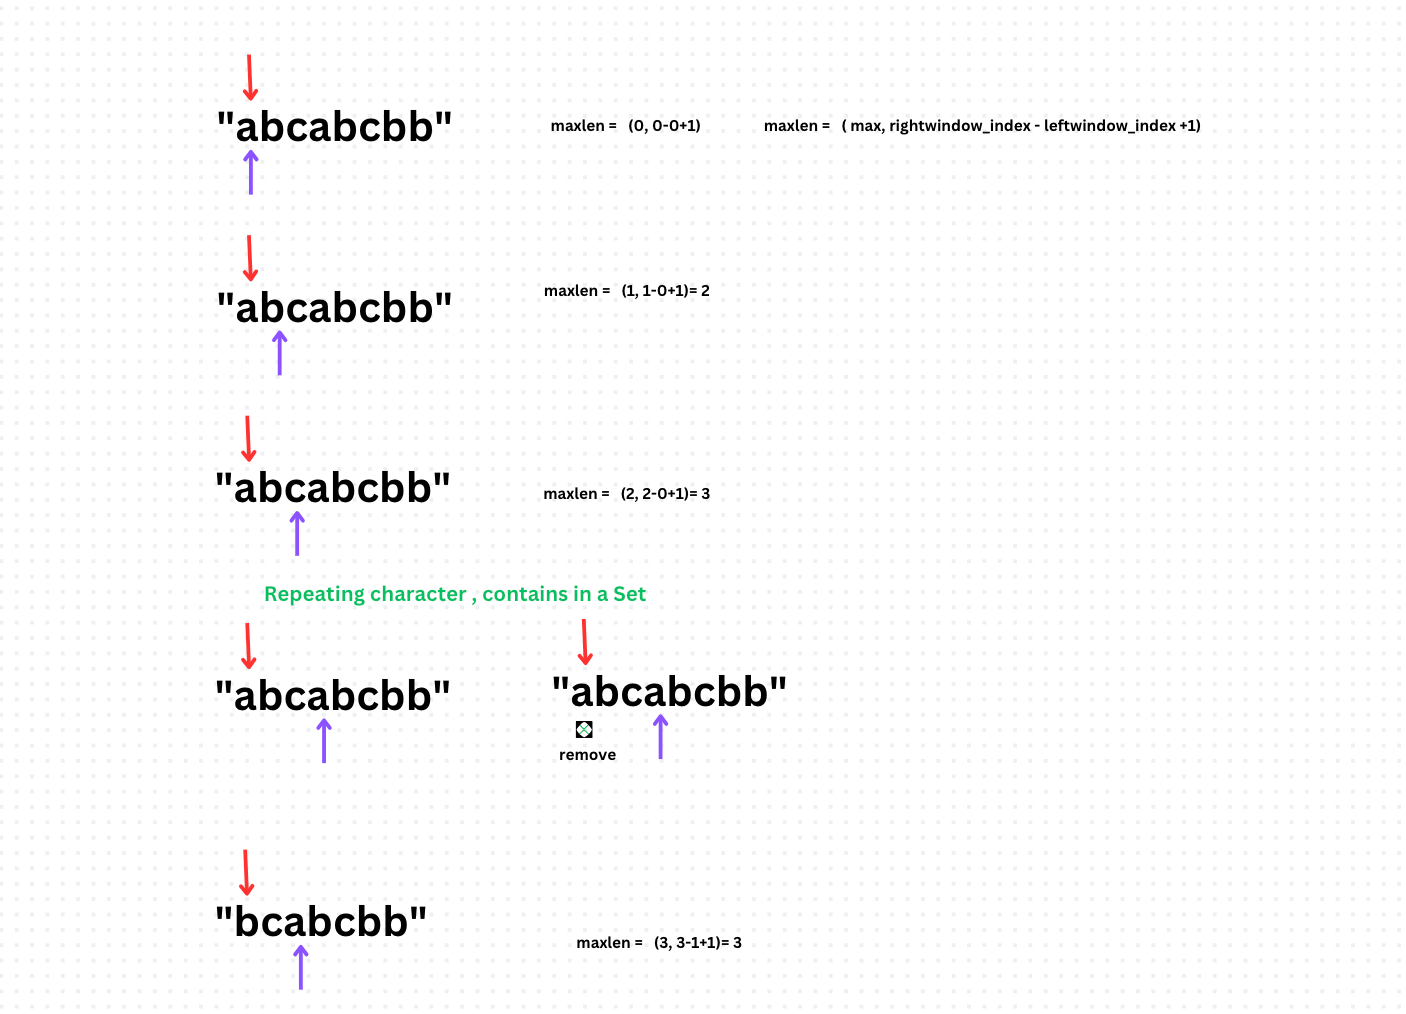 "abcabcbb"
maxlen = (0, 0-0+1)
maxlen = ( max, rightwindow_index - leftwindow_index +1)
"abcabcbb"
maxlen = (1, 1-0+1)= 2
"abcabcbb"
maxlen = (2, 2-0+1)= 3
Repeating character , contains in a Set
"abcabcbb"
"abcabcbb"
remove
"bcabcbb"
maxlen = (3, 3-1+1)= 3